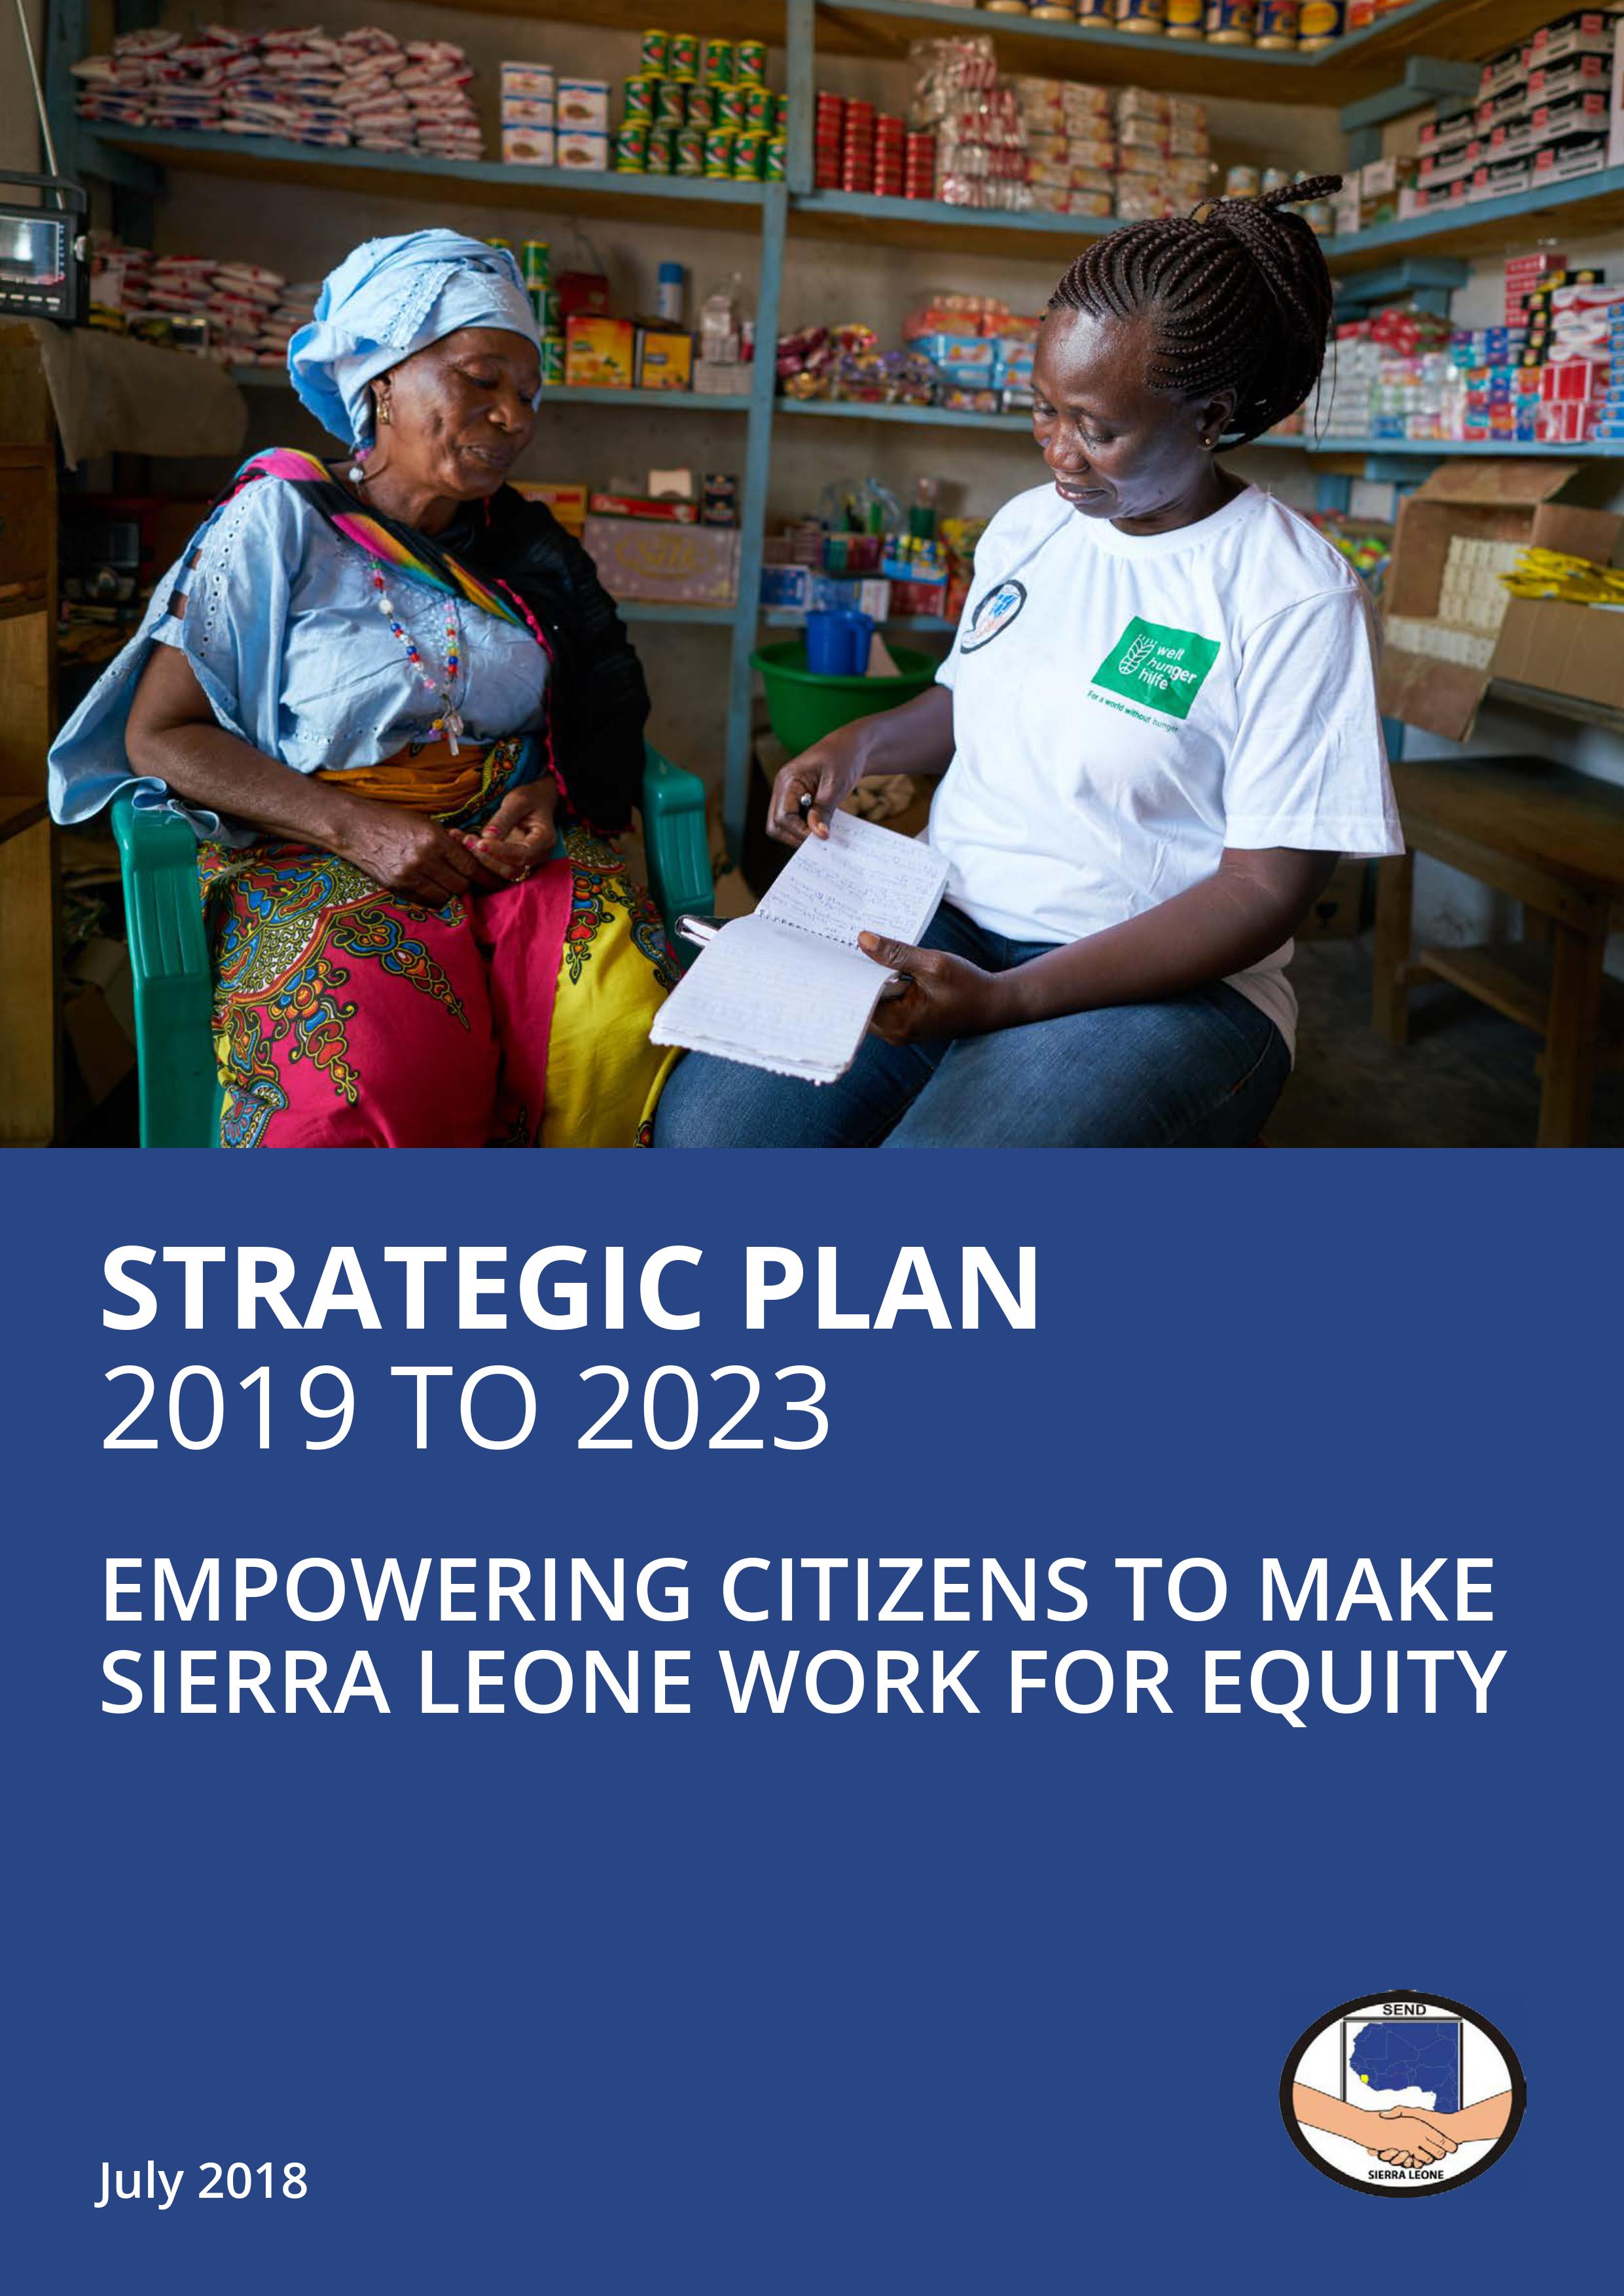 Silk
welt
hunger
hilfe
For a world without hunger
STRATEGIC PLAN
2019 TO 2023
EMPOWERING CITIZENS TO MAKE
SIERRA LEONE WORK FOR EQUITY
SEND
SIERRA LEONE
July 2018